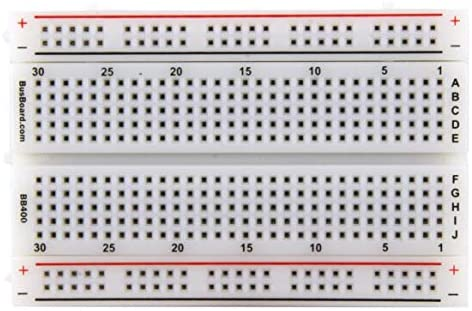 + +
− −
30 25 20 15 10 5 1
A
B
C
D
E
BusBoard.com
F
G
H
I
J
BB400
30 25 20 15 10 5 1
+ +
− −